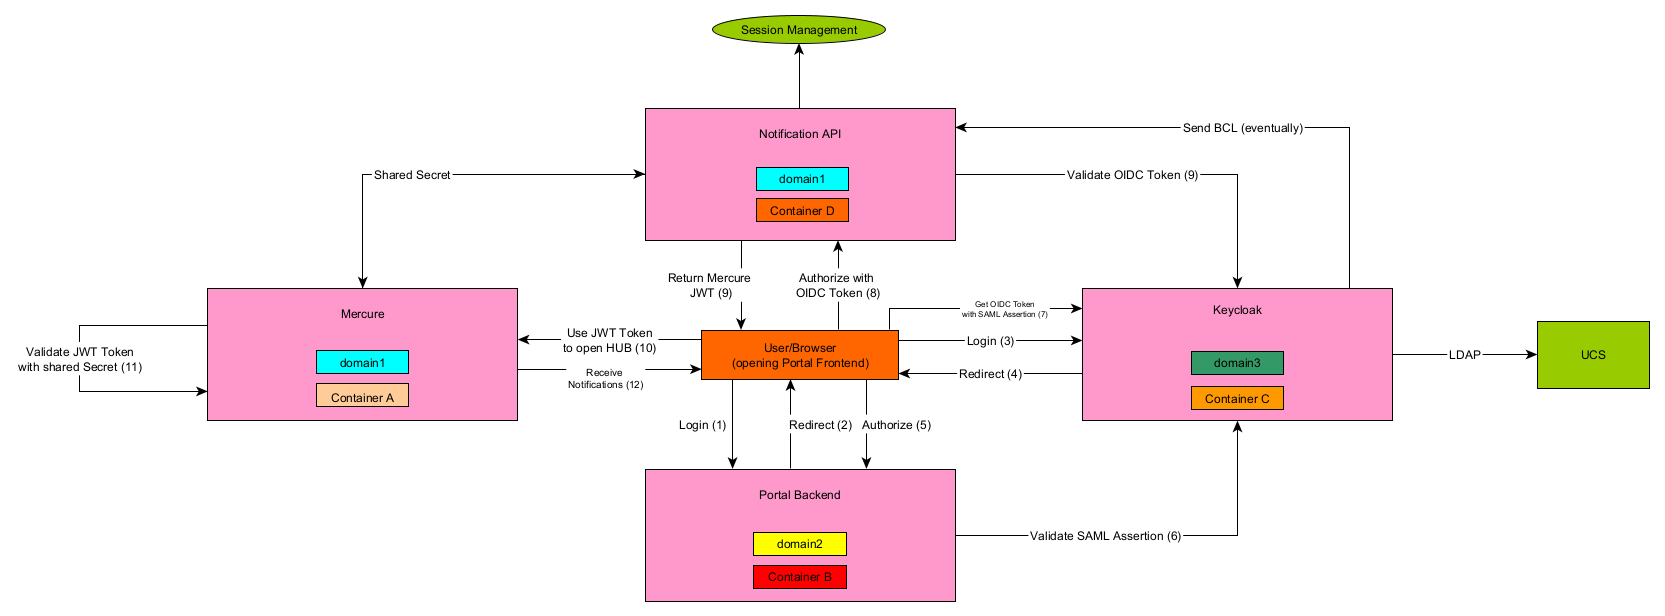 Session Management
Notification API
domain1
Container D
Send BCL (eventually)
Shared Secret
Validate OIDC Token (9)
Return Mercure
JWT (9)
Authorize with
OIDC Token (8)
Mercure
domain1
Container A
Validate JWT Token
with shared Secret (11)
Use JWT Token
to open HUB (10)
Receive
Notifications (12)
User/Browser
(opening Portal Frontend)
Get OIDC Token
with SAML Assertion (7)
Login (3)
Redirect (4)
Keycloak
domain3
Container C
LDAP
UCS
Login (1)
Redirect (2)
Authorize (5)
Portal Backend
domain2
Container B
Validate SAML Assertion (6)